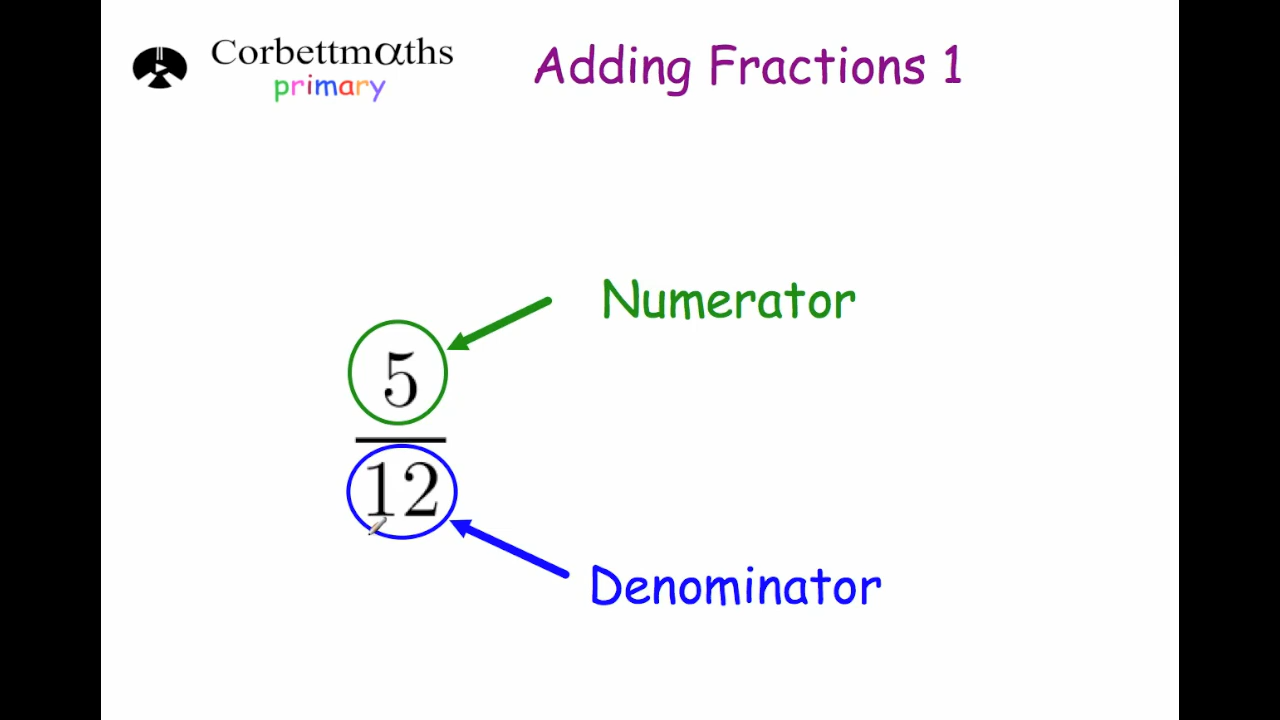 Corbettmαths
primary
Adding Fractions 1
Numerator
5
12
Denominator